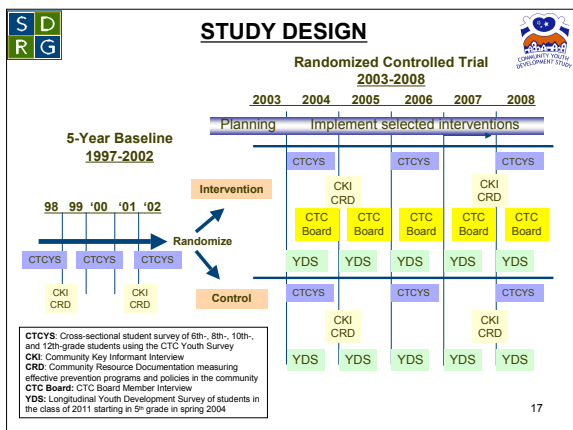 S D
R G
STUDY DESIGN
COMMUNITY YOUTH
DEVELOPMENT STUDY
Randomized Controlled Trial
2003-2008
2003 2004 2005 2006 2007 2008
Planning Implement selected interventions
5-Year Baseline
1997-2002
98 99 '00 '01 '02
Randomize
CTCYS CTCYS CTCYS
CKI CKI
CRD CRD
Intervention
CTCYS CTCYS CTCYS
CKI CKI
CRD CRD
CTC CTC CTC CTC CTC
Board Board Board Board Board
YDS YDS YDS YDS YDS
Control
CTCYS CTCYS CTCYS
CKI CKI
CRD CRD
YDS YDS YDS YDS YDS
CTCYS: Cross-sectional student survey of 6th-, 8th-, 10th-,
and 12th-grade students using the CTC Youth Survey
CKI: Community Key Informant Interview
CRD: Community Resource Documentation measuring
effective prevention programs and policies in the community
CTC Board: CTC Board Member Interview
YDS: Longitudinal Youth Development Survey of students in
the class of 2011 starting in 5th grade in spring 2004
17